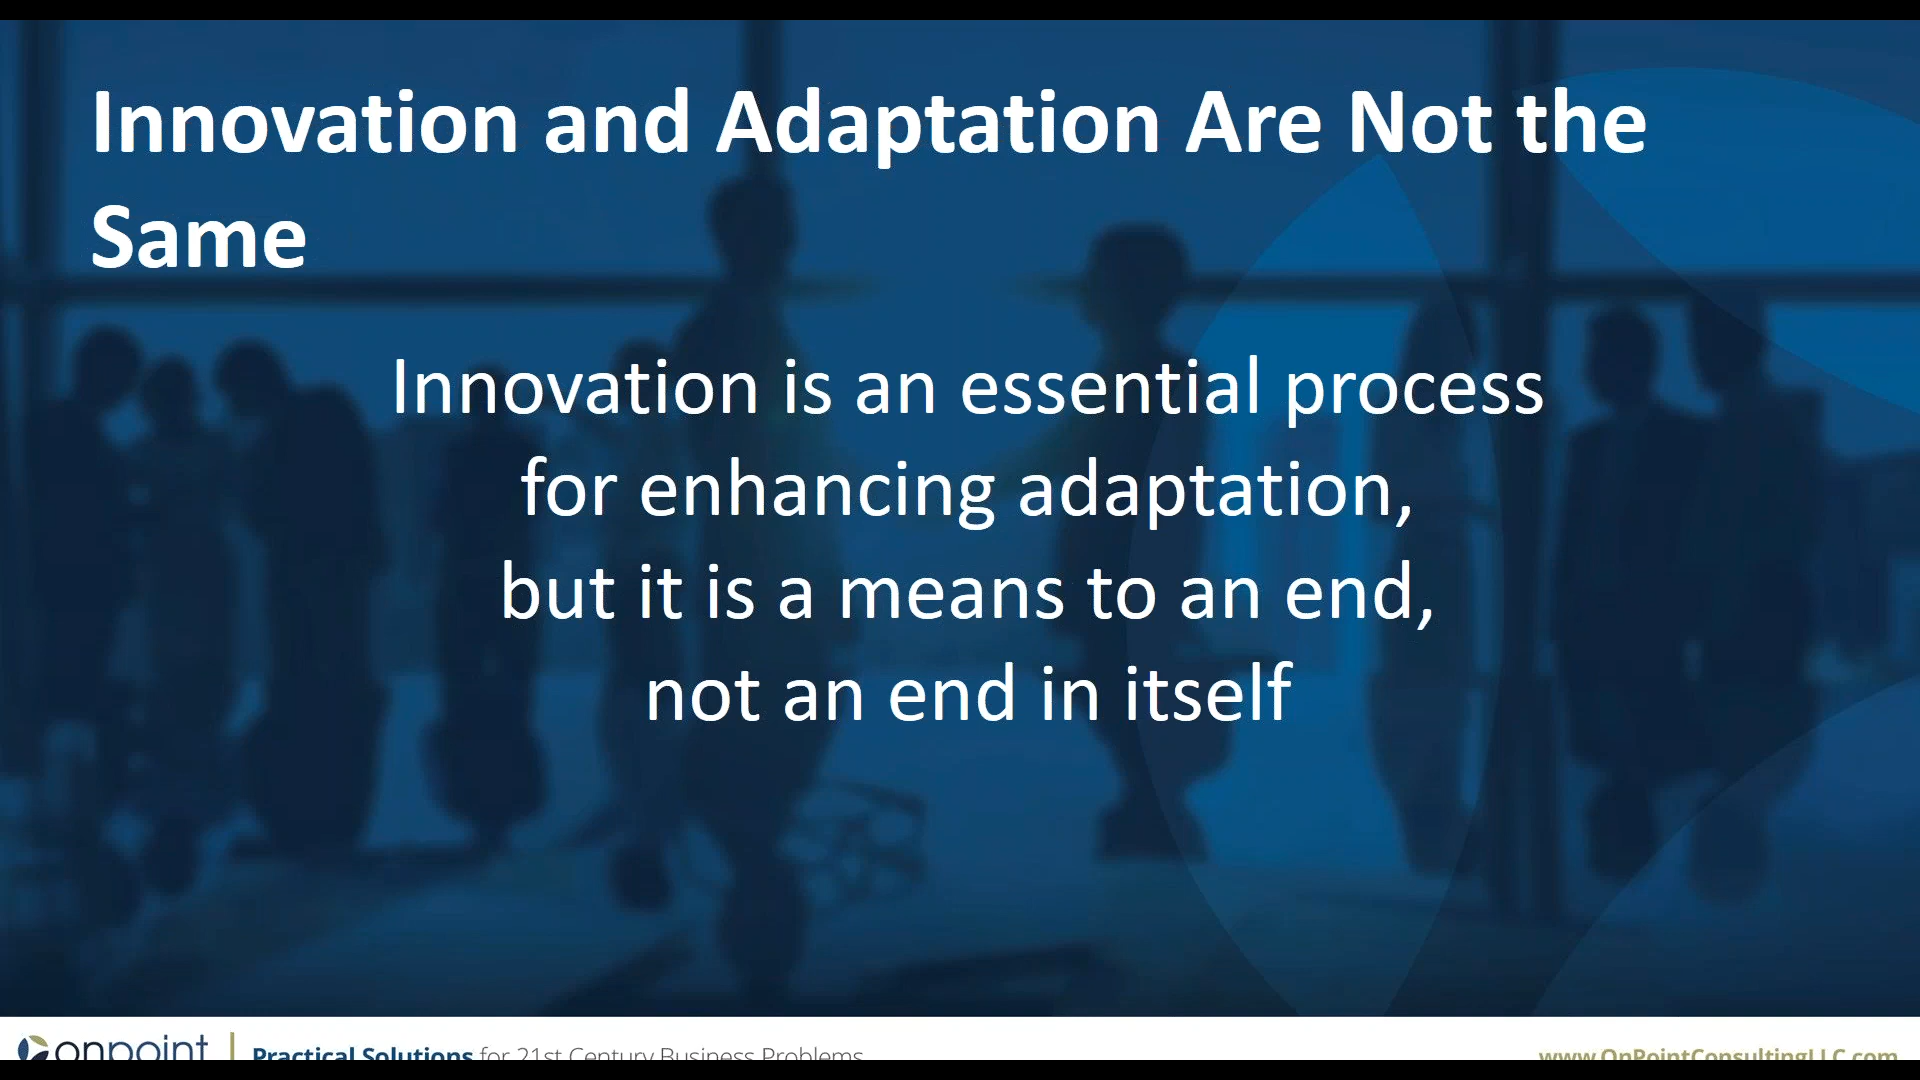 Innovation and Adaptation Are Not the
Same
Innovation is an essential process
for enhancing adaptation,
but it is a means to an end,
not an end in itself
onpoint | Practical Solutions for 21st Century Business Problems
www.OnPointConsultingLLC.com